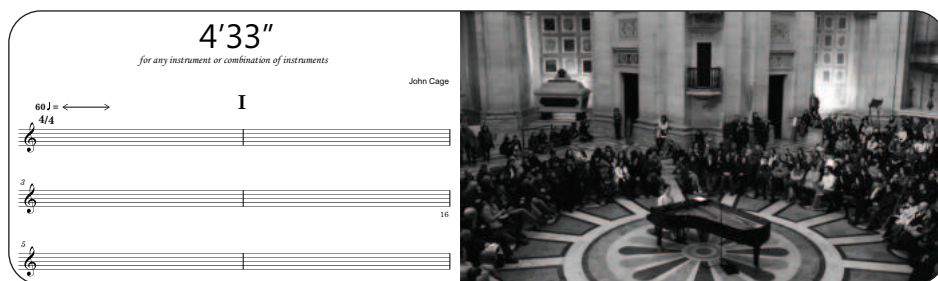 4’33”
for any instrument or combination of instruments
John Cage
I
60♩ =
4/4
3
16
5